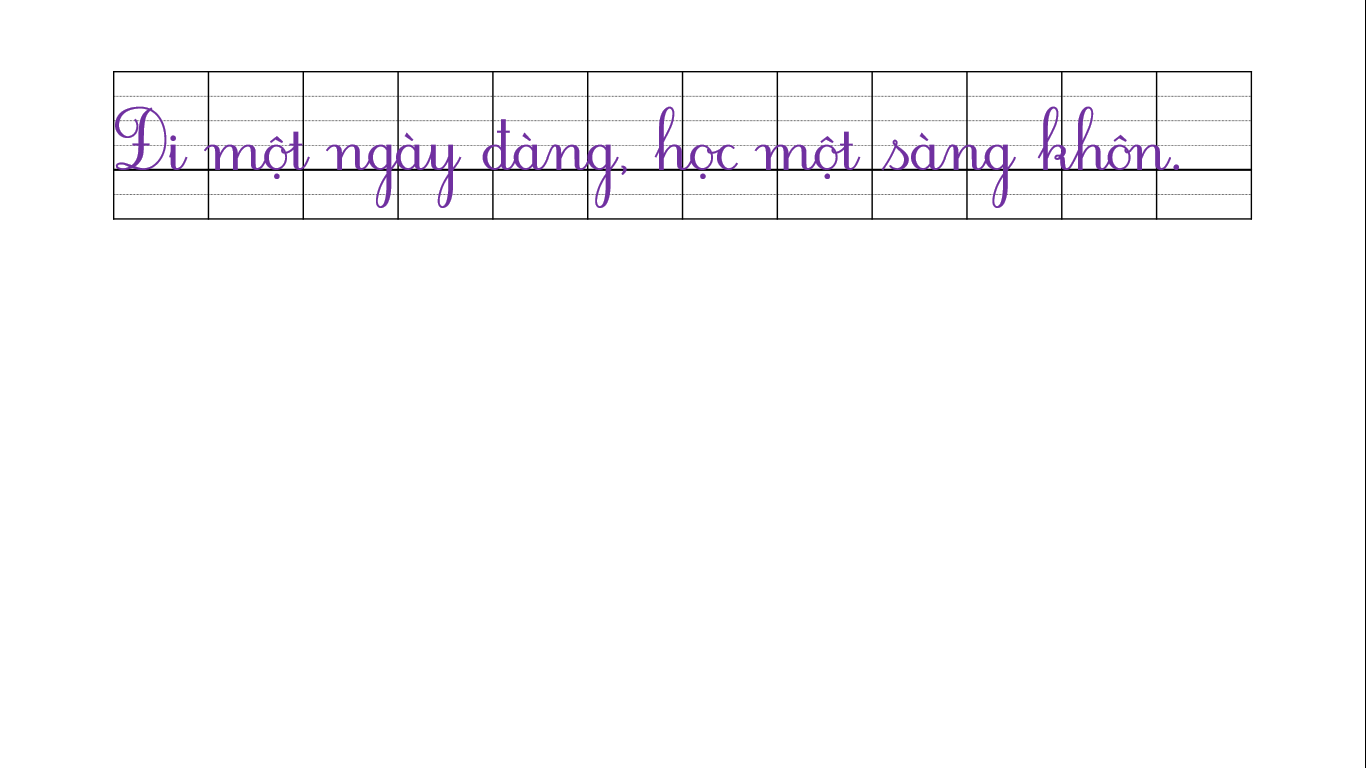 Đi một ngày đàng, học một sàng khôn.